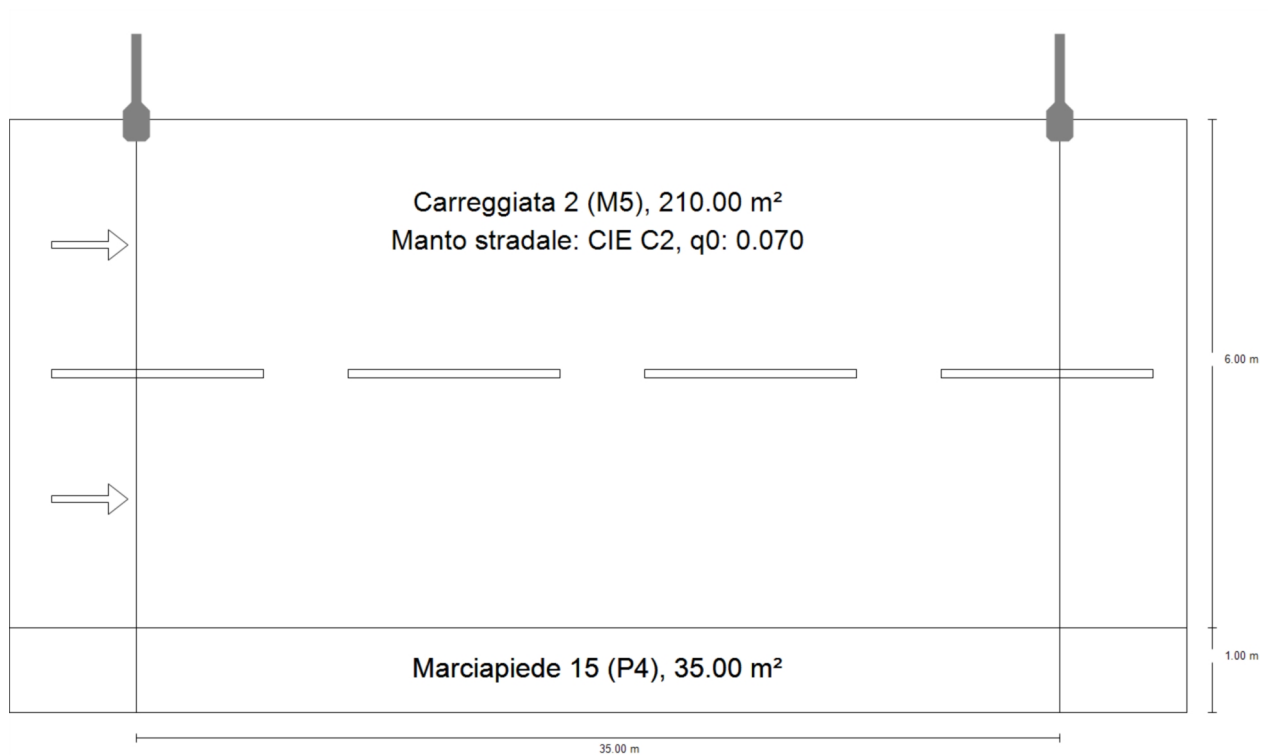 Carreggiata 2 (M5), 210.00 m²
Manto stradale: CIE C2, q0: 0.070
6.00 m
Marciapiede 15 (P4), 35.00 m²
1.00 m
35.00 m